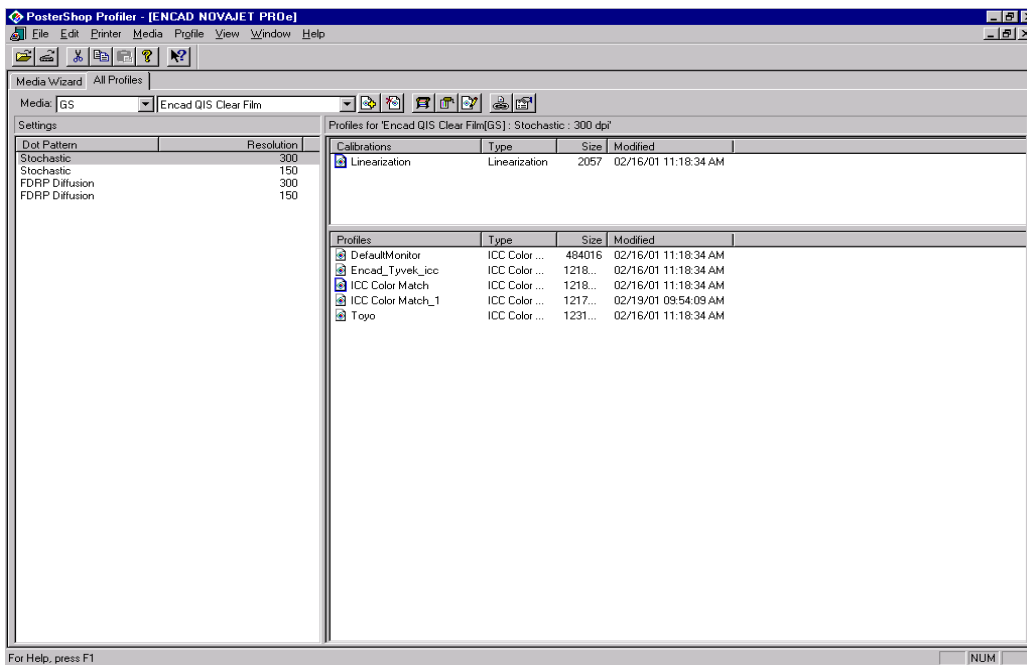 PosterShop Profiler - [ENCAD NOVAJET PROe]
File Edit Printer Media Profile View Window Help
Media Wizard All Profiles
Media: GS Encad QIS Clear Film
Settings
Profiles for 'Encad QIS Clear Film[GS] : Stochastic : 300 dpi'
Dot Pattern Resolution
Stochastic 300
Stochastic 150
FDRP Diffusion 300
FDRP Diffusion 150
Calibrations Type Size Modified
Linearization Linearization 2057 02/16/01 11:18:34 AM
Profiles Type Size Modified
DefaultMonitor ICC Color ... 484016 02/16/01 11:18:34 AM
Encad_Tyvek_icc ICC Color ... 1218... 02/16/01 11:18:34 AM
ICC Color Match ICC Color ... 1218... 02/16/01 11:18:34 AM
ICC Color Match_1 ICC Color ... 1217... 02/19/01 09:54:09 AM
Toyo ICC Color ... 1231... 02/16/01 11:18:34 AM
For Help, press F1
NUM